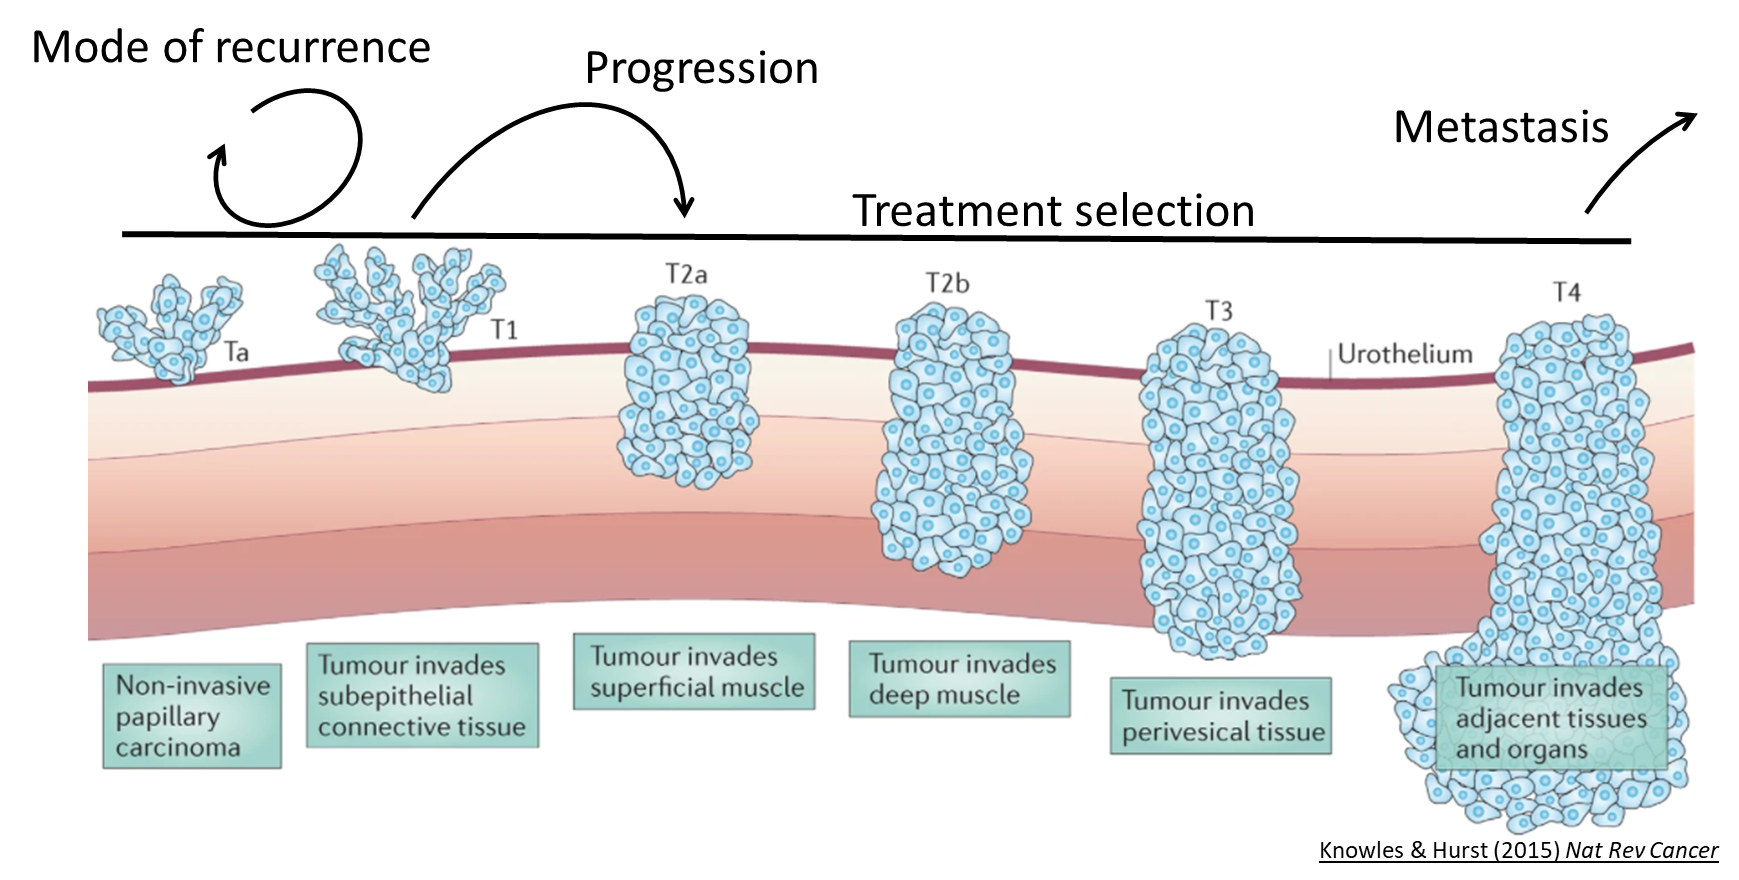 Mode of recurrence
Progression
Metastasis
Treatment selection
Ta
T1
T2a
T2b
T3
Urothelium
T4
Non-invasive
papillary
carcinoma
Tumour invades
subepithelial
connective tissue
Tumour invades
superficial muscle
Tumour invades
deep muscle
Tumour invades
perivesical tissue
Tumour invades
adjacent tissues
and organs
Knowles & Hurst (2015) Nat Rev Cancer